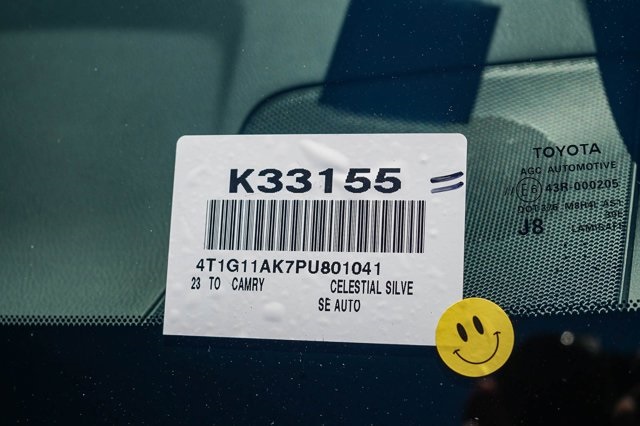 K33155
4T1G11AK7PU801041
23 TO CAMRY CELESTIAL SILVE
SE AUTO
TOYOTA
AGC AUTOMOTIVE
43R-000205
J8